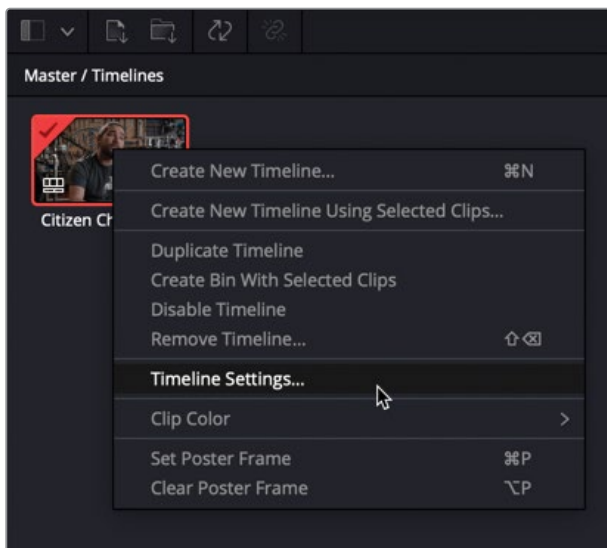 Master / Timelines
Citizen Ch
Create New Timeline... ⌘N
Create New Timeline Using Selected Clips...
Duplicate Timeline
Create Bin With Selected Clips
Disable Timeline
Remove Timeline... ⇧⌫
Timeline Settings...
Clip Color >
Set Poster Frame ⌘P
Clear Poster Frame ⌥P